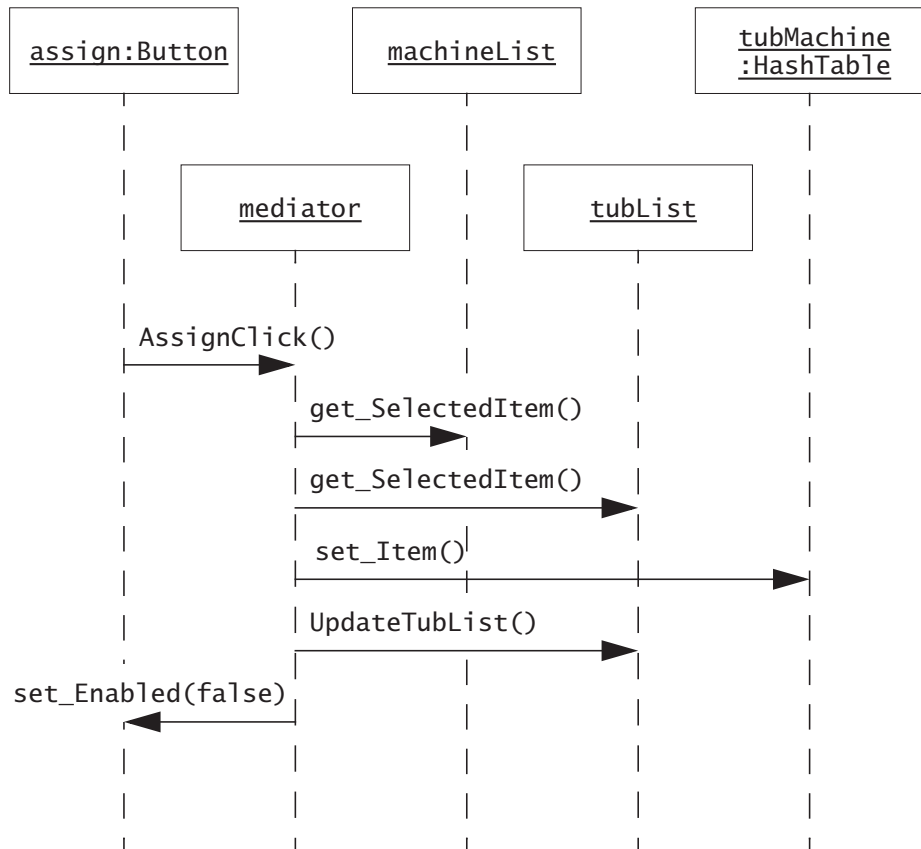 assign:Button
machineList
tubMachine
:HashTable
mediator
tubList
AssignClick()
get_SelectedItem()
get_SelectedItem()
set_Item()
UpdateTubList()
set_Enabled(false)